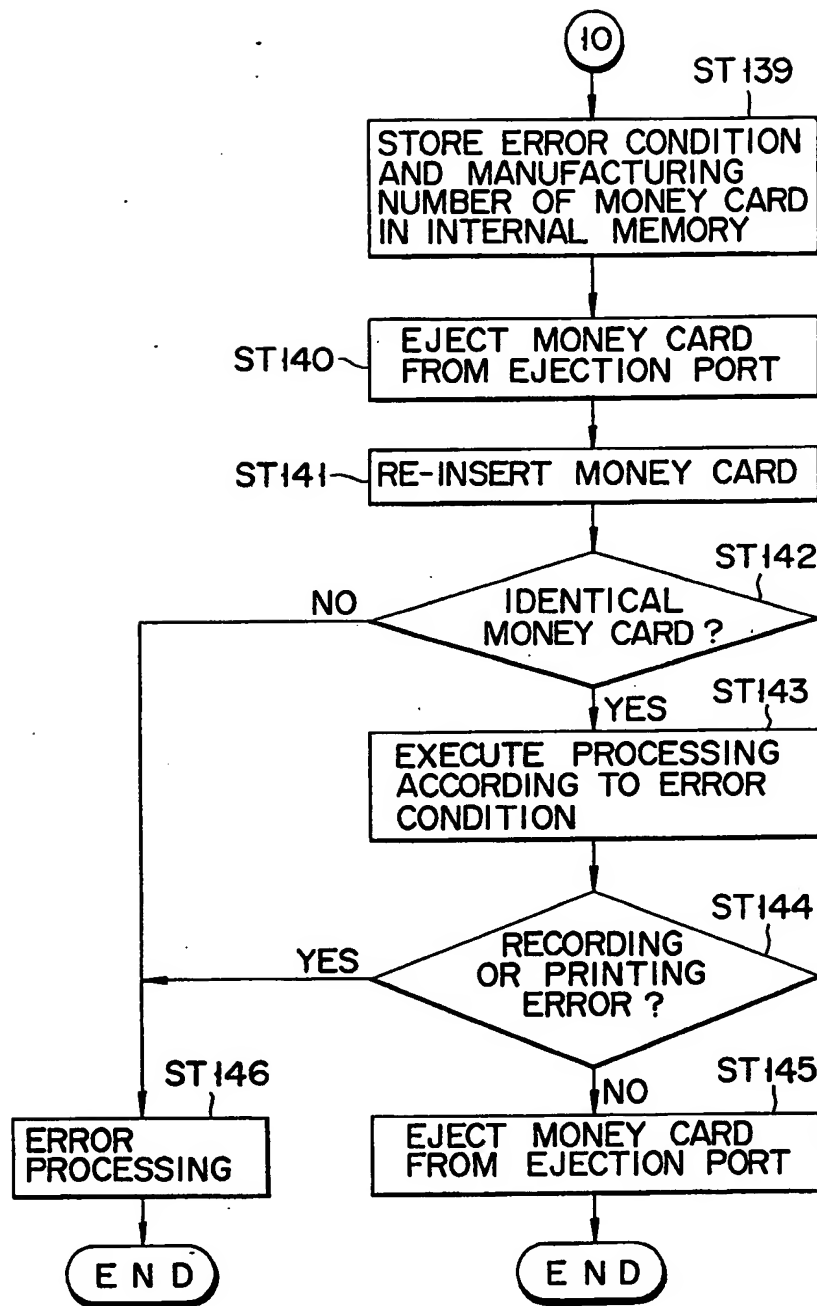 10
ST139
STORE ERROR CONDITION
AND MANUFACTURING
NUMBER OF MONEY CARD
IN INTERNAL MEMORY
ST140
EJECT MONEY CARD
FROM EJECTION PORT
ST141
RE-INSERT MONEY CARD
ST142
NO
IDENTICAL
MONEY CARD?
YES
ST143
EXECUTE PROCESSING
ACCORDING TO ERROR
CONDITION
ST144
YES
RECORDING
OR PRINTING
ERROR?
NO
ST146
ERROR
PROCESSING
ST145
EJECT MONEY CARD
FROM EJECTION PORT
END
END